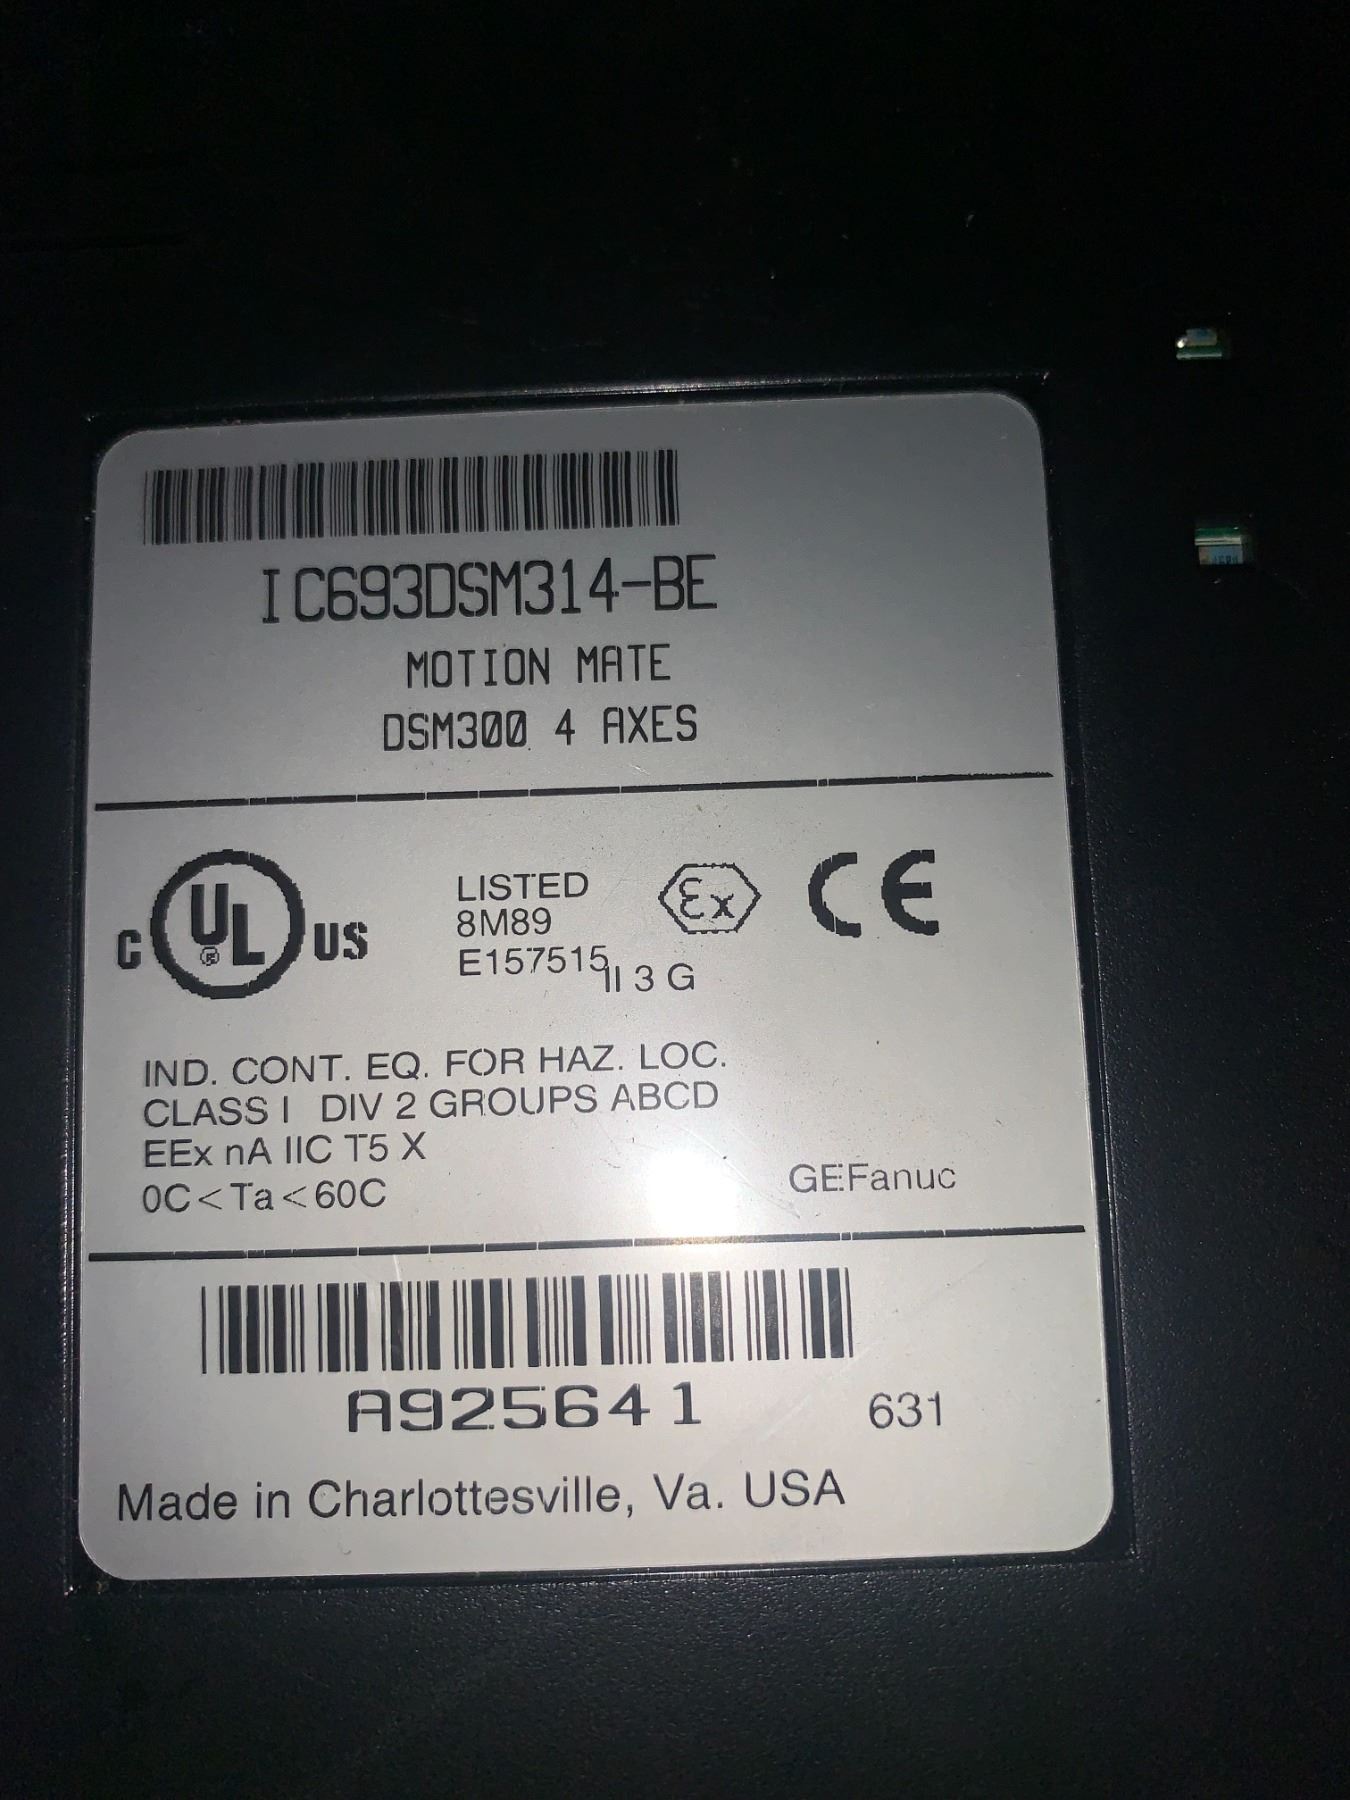 IC693DSM314-BE
MOTION MATE
DSM300 4 AXES
C UL ® US
LISTED
8M89
E157515
Ex CE
II 3 G
IND. CONT. EQ. FOR HAZ. LOC.
CLASS I DIV 2 GROUPS ABCD
EEx nA IIC T5 X
0C<Ta<60C
GEFanuc
A925641 631
Made in Charlottesville, Va. USA